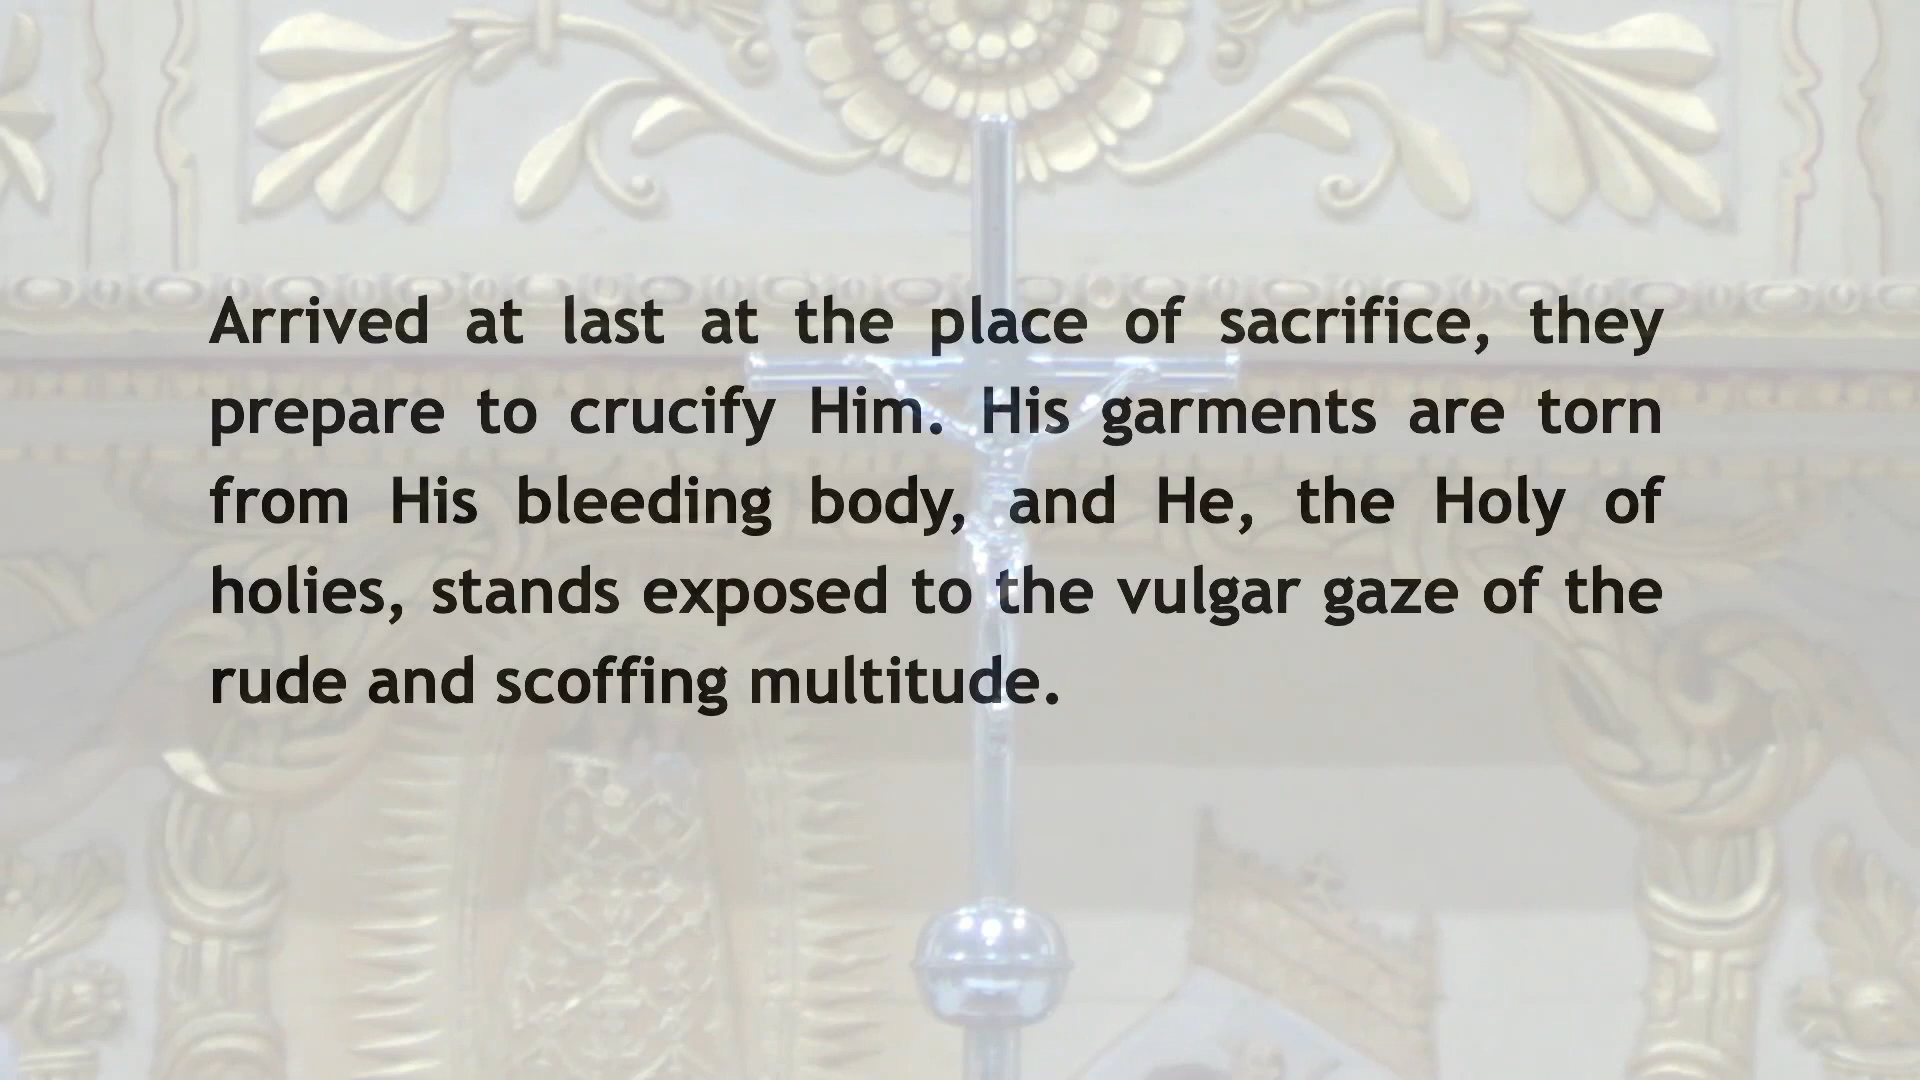 Arrived at last at the place of sacrifice, they
prepare to crucify Him. His garments are torn
from His bleeding body, and He, the Holy of
holies, stands exposed to the vulgar gaze of the
rude and scoffing multitude.